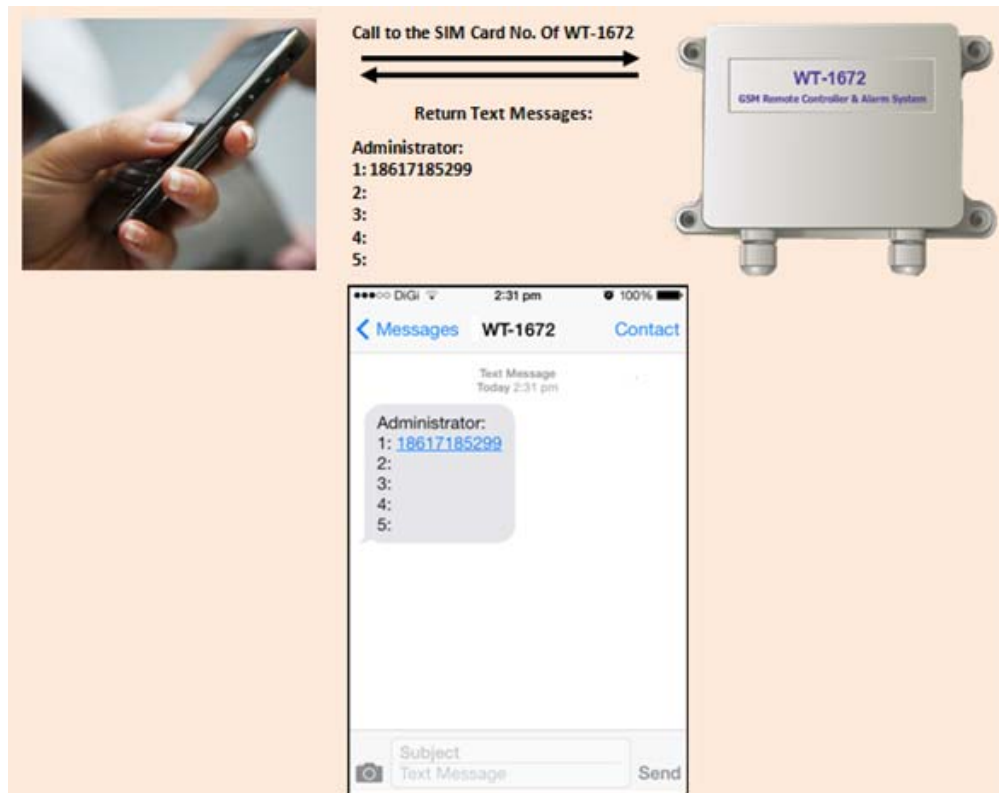 Call to the SIM Card No. Of WT-1672
Return Text Messages:
Administrator:
1: 18617185299
2:
3:
4:
5:
WT-1672
GSM Remote Controller & Alarm System
DiGi 2:31 pm 100%
Messages WT-1672 Contact
Text Message
Today 2:31 pm
Administrator:
1: 18617185299
2:
3:
4:
5:
Subject
Text Message Send